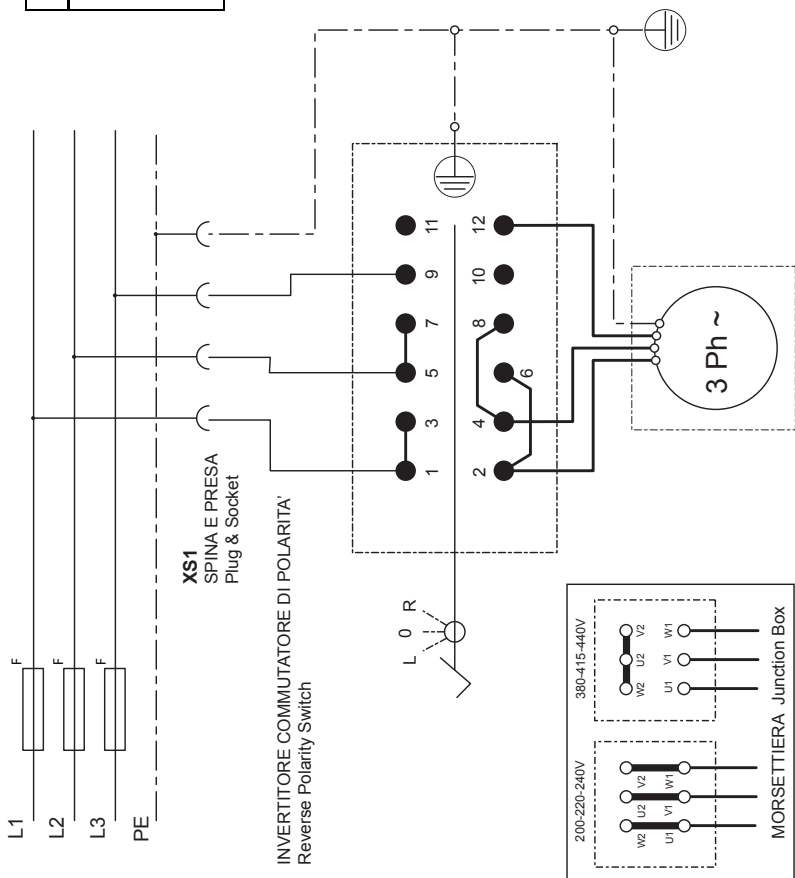 L1
L2
L3
PE
F
F
F
XS1
SPINA E PRESA
Plug & Socket
INVERTITORE COMMUTATORE DI POLARITA'
Reverse Polarity Switch
L 0 R
1 3 5 7 9 11
2 4 6 8 10 12
3 Ph ~
200-220-240V
W2 U2 V2
U1 V1 W1
380-415-440V
W2 U2 V2
U1 V1 W1
MORSETTIERA Junction Box